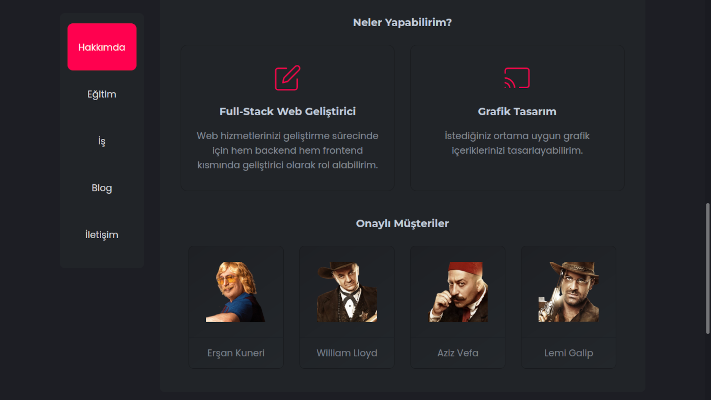 Hakkımda
Eğitim
İş
Blog
İletişim
Neler Yapabilirim?
Full-Stack Web Geliştirici
Web hizmetlerinizi geliştirme sürecinde
için hem backend hem frontend
kısmında geliştirici olarak rol alabilirim.
Grafik Tasarım
İstediğiniz ortama uygun grafik
içeriklerinizi tasarlayabilirim.
Onaylı Müşteriler
Erşan Kuneri
William Lloyd
Aziz Vefa
Lemi Galip